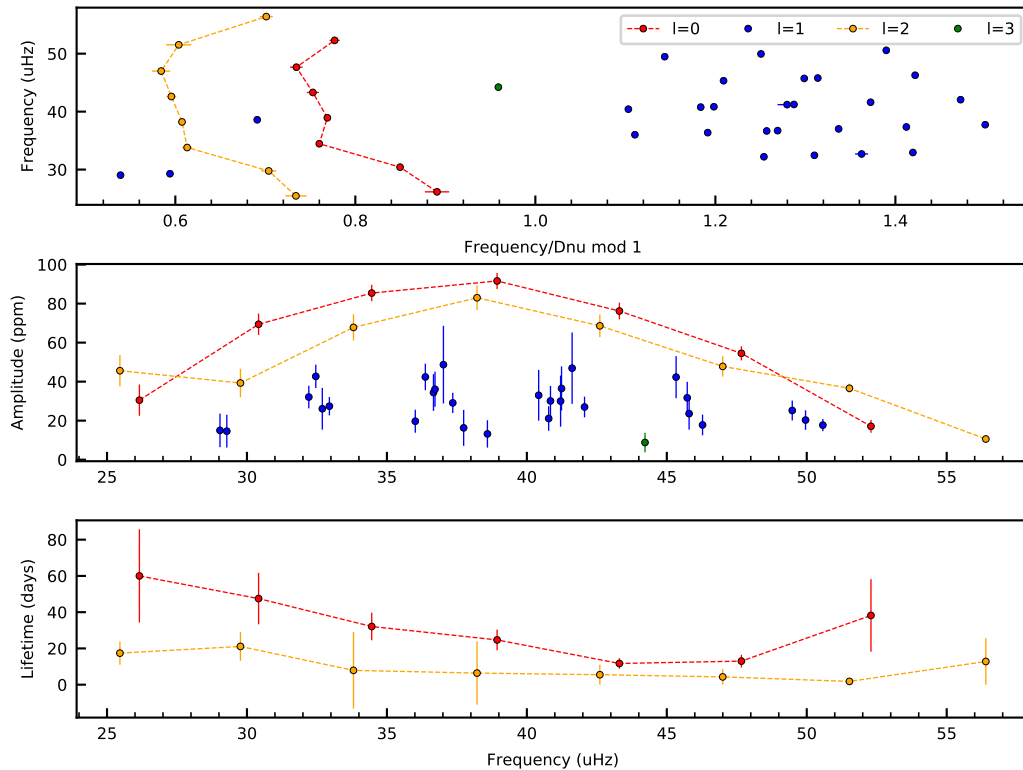 l=0 l=1 l=2 l=3
Frequency (uHz)
50
40
30
0.6 0.8 1.0 1.2 1.4
Frequency/Dnu mod 1
Amplitude (ppm)
100
80
60
40
20
0
25 30 35 40 45 50 55
Lifetime (days)
80
60
40
20
0
25 30 35 40 45 50 55
Frequency (uHz)